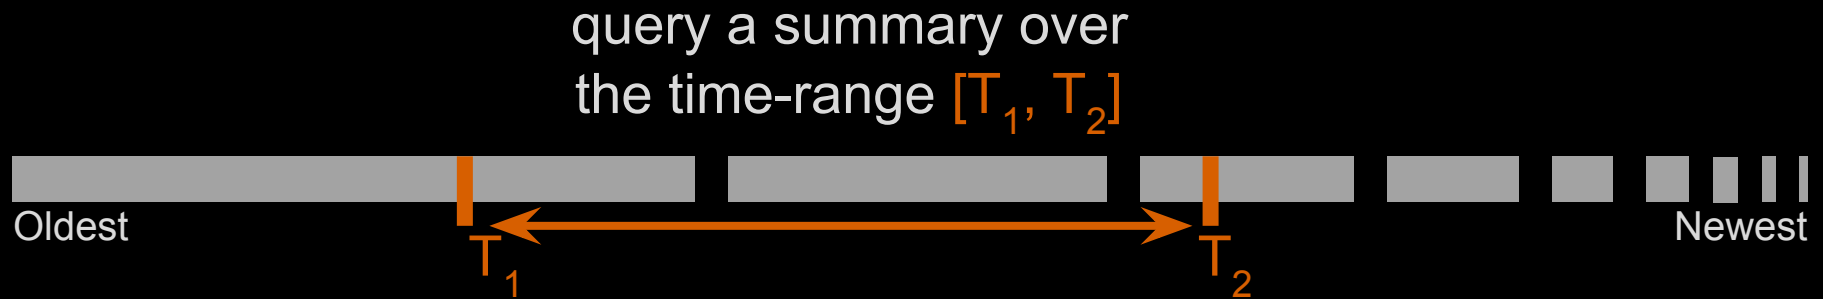 query a summary over
the time-range [T₁, T₂]
Oldest
Newest
T₁
T₂